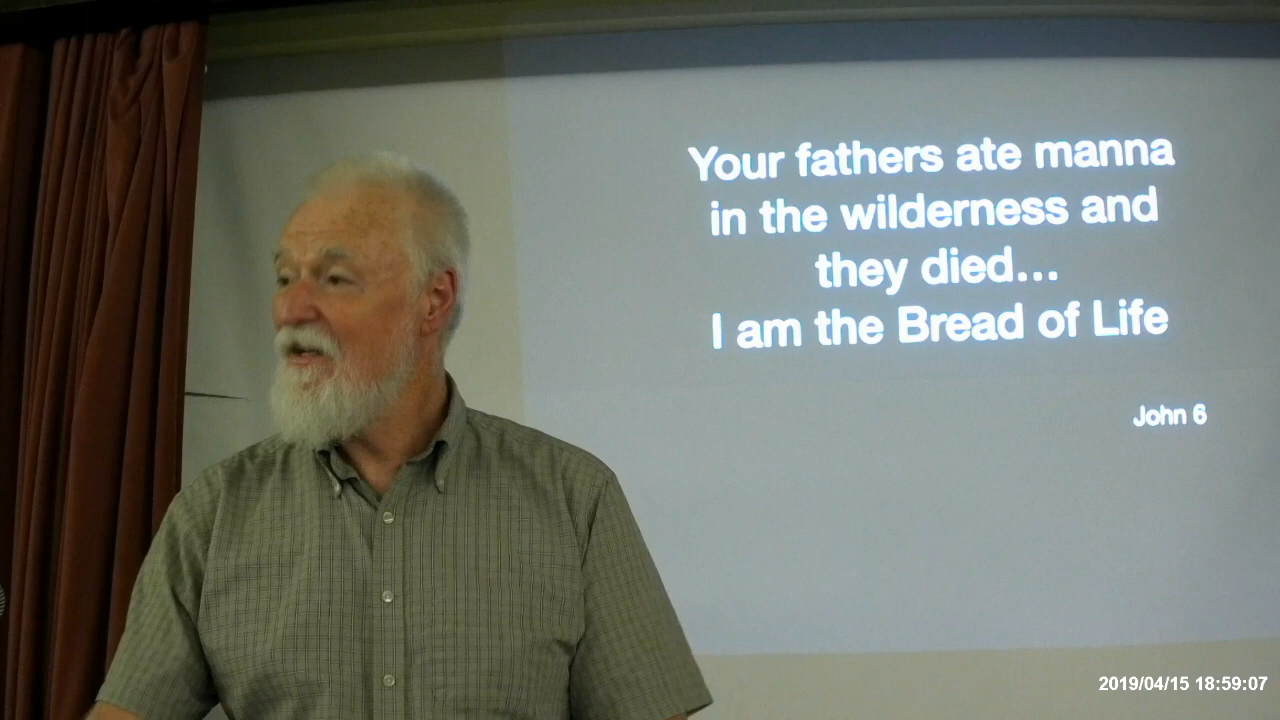 Your fathers ate manna
in the wilderness and
they died...
I am the Bread of Life
John 6
2019/04/15 18:59:07